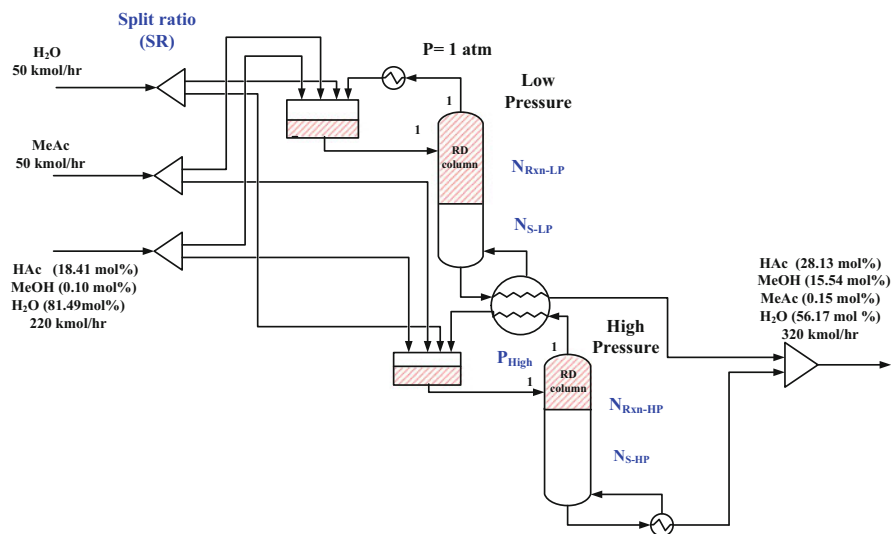 Split ratio
(SR)
H₂O
50 kmol/hr
P= 1 atm
1
Low
Pressure
1
MeAc
50 kmol/hr
RD
column
N_Rxn-LP
N_S-LP
HAc (18.41 mol%)
MeOH (0.10 mol%)
H₂O (81.49mol%)
220 kmol/hr
HAc (28.13 mol%)
MeOH (15.54 mol%)
MeAc (0.15 mol%)
H₂O (56.17 mol %)
320 kmol/hr
High
Pressure
1
P_High
1
RD
column
N_Rxn-HP
N_S-HP